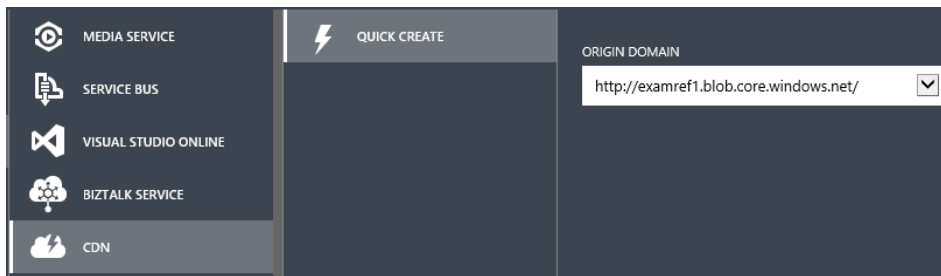 MEDIA SERVICE
SERVICE BUS
VISUAL STUDIO ONLINE
BIZTALK SERVICE
CDN
QUICK CREATE
ORIGIN DOMAIN
http://examref1.blob.core.windows.net/